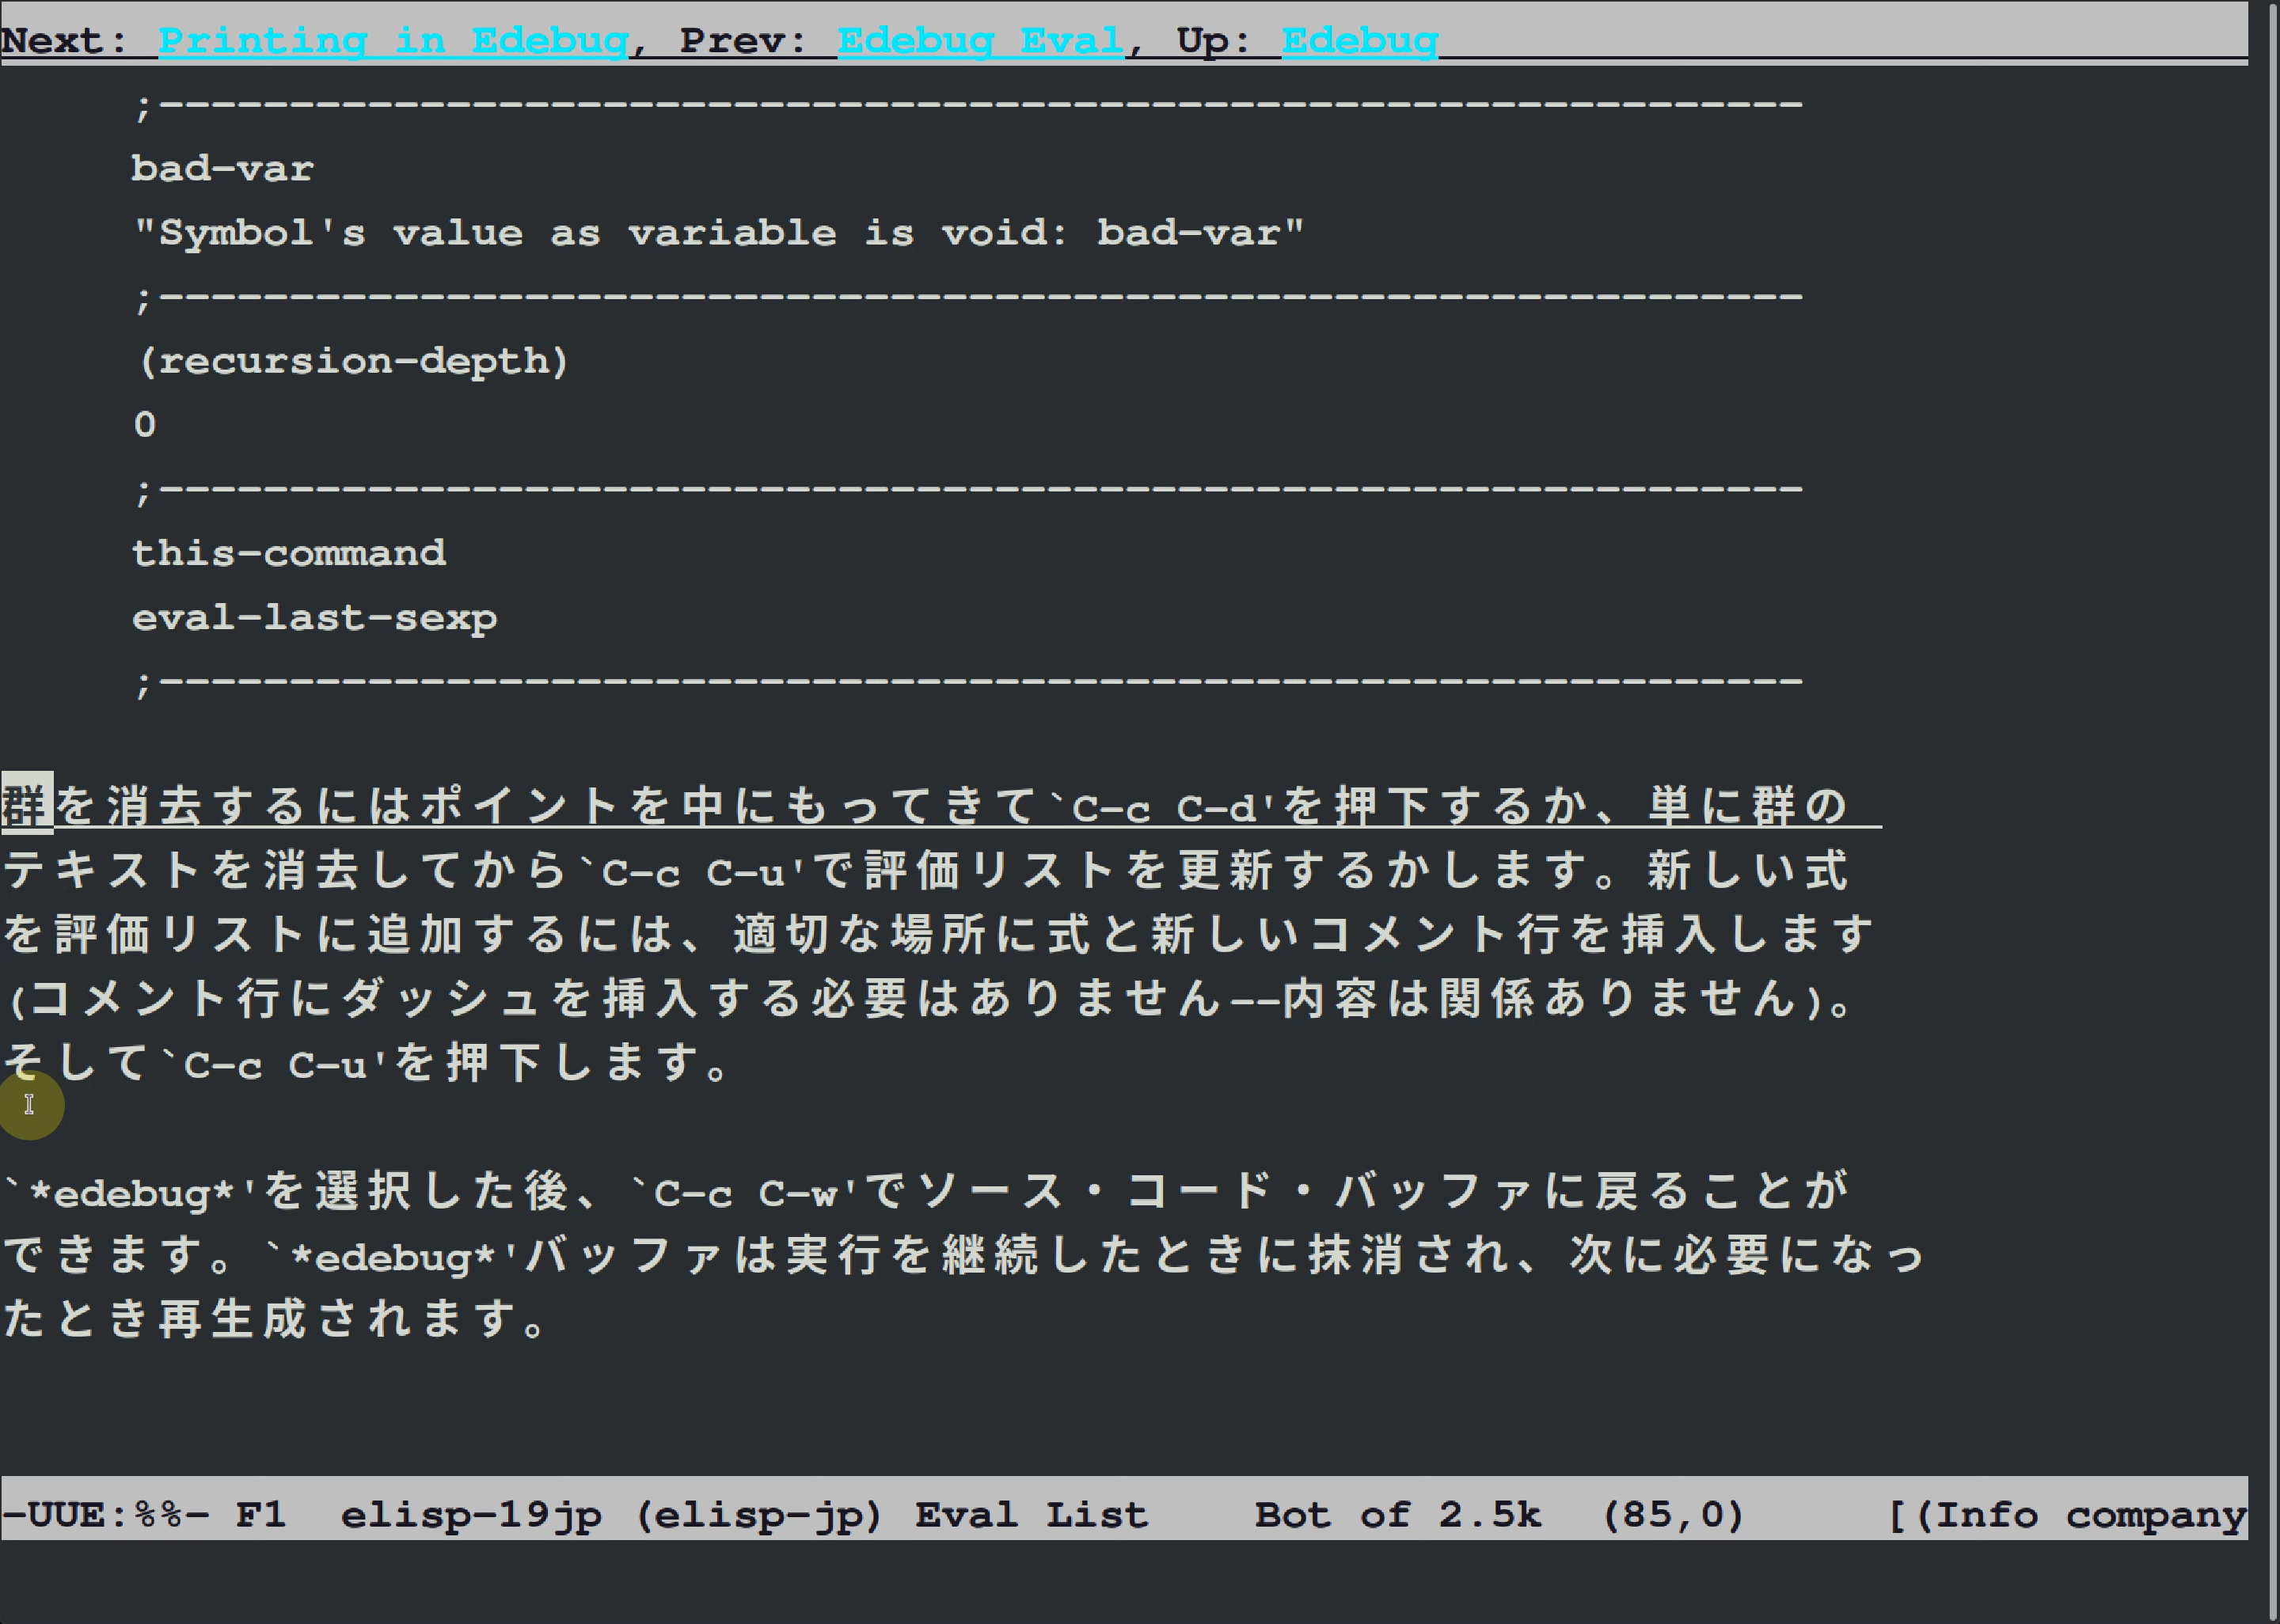 Next: Printing in Edebug, Prev: Edebug Eval, Up: Edebug
;---------------------------------------------------------------
bad-var
"Symbol's value as variable is void: bad-var"
;---------------------------------------------------------------
(recursion-depth)
0
;---------------------------------------------------------------
this-command
eval-last-sexp
;---------------------------------------------------------------
群を消去するにはポイントを中にもってきて`C-c C-d'を押下するか、単に群の
テキストを消去してから`C-c C-u'で評価リストを更新するかします。新しい式
を評価リストに追加するには、適切な場所に式と新しいコメント行を挿入します
(コメント行にダッシュを挿入する必要はありません--内容は関係ありません)。
そして`C-c C-u'を押下します。
`*edebug*'を選択した後、`C-c C-w'でソース・コード・バッファに戻ることが
できます。`*edebug*'バッファは実行を継続したときに抹消され、次に必要になっ
たとき再生成されます。
-UUE:%%- F1  elisp-19jp (elisp-jp) Eval List    Bot of 2.5k  (85,0)     [(Info company